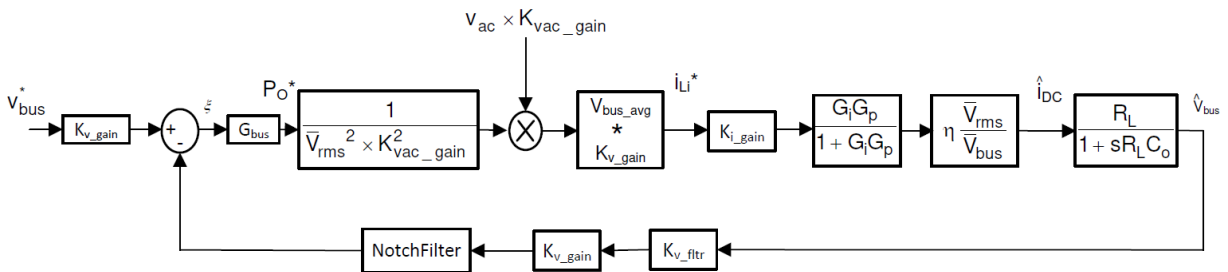 v_ac × K_vac_gain
v*_bus
K_v_gain
+
-
ξ
G_bus
P_O*
1
V̅_rms² × K²_vac_gain
V_bus_avg
*
K_v_gain
i_Li*
K_i_gain
G_iG_p
1 + G_iG_p
η V̅_rms
V̅_bus
î_DC
R_L
1 + sR_LC_o
v̂_bus
NotchFilter
K_v_gain
K_v_fltr